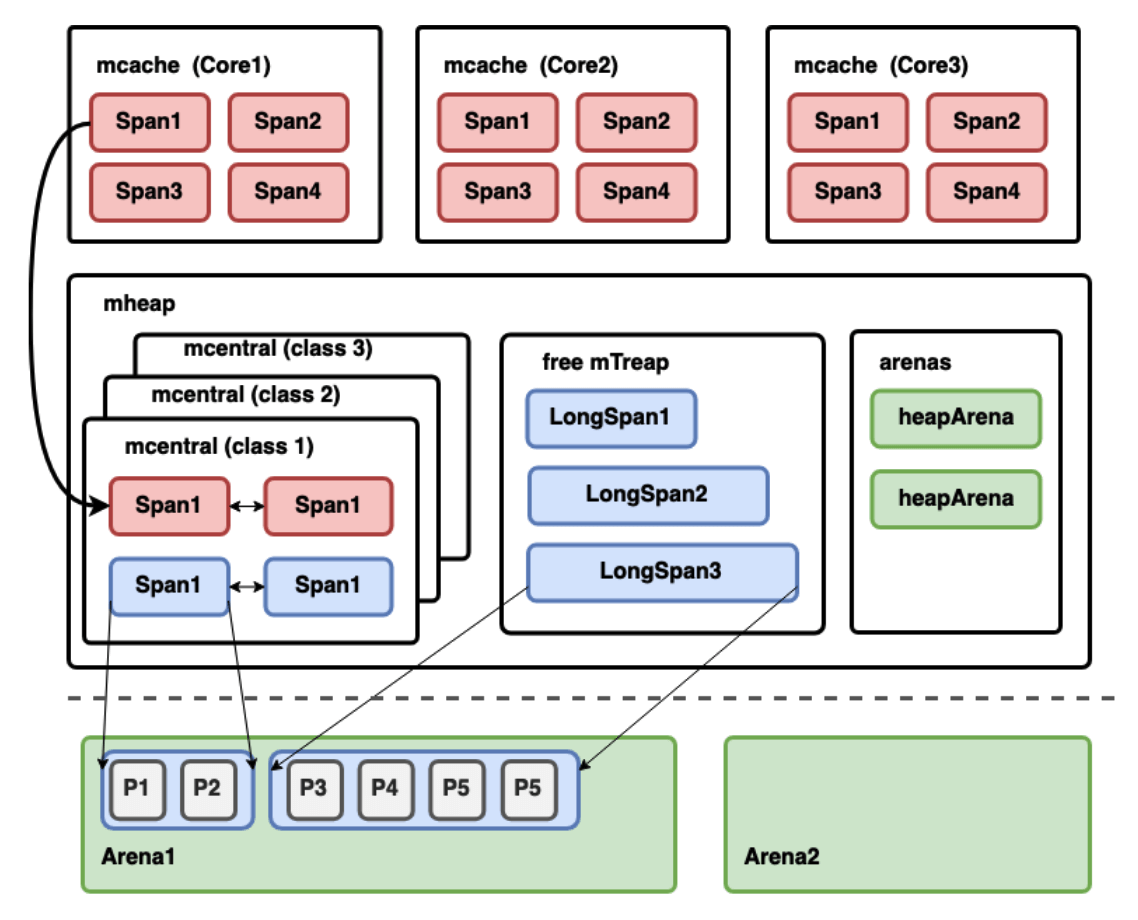 mcache (Core1)
Span1 Span2
Span3 Span4
mcache (Core2)
Span1 Span2
Span3 Span4
mcache (Core3)
Span1 Span2
Span3 Span4
mheap
mcentral (class 3)
mcentral (class 2)
mcentral (class 1)
Span1 Span1
Span1 Span1
free mTreap
LongSpan1
LongSpan2
LongSpan3
arenas
heapArena
heapArena
P1 P2 P3 P4 P5 P5
Arena1
Arena2